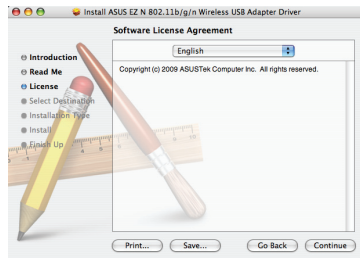 Install ASUS EZ N 802.11b/g/n Wireless USB Adapter Driver
Software License Agreement
English
Introduction
Read Me
License
Select Destination
Installation Type
Install
Finish Up
Copyright (c) 2009 ASUSTek Computer Inc. All rights reserved.
Print...
Save...
Go Back
Continue